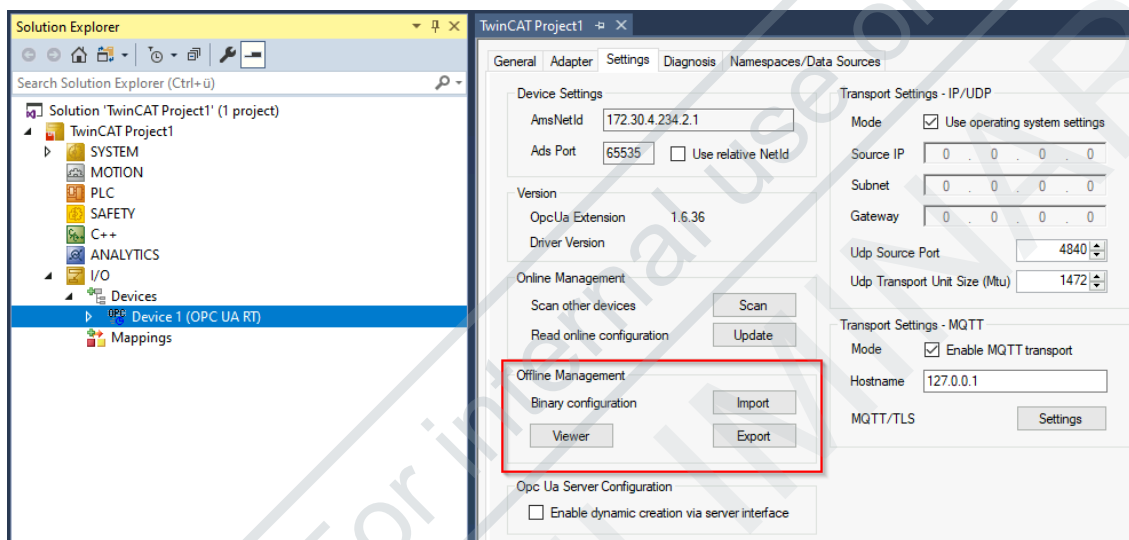 Solution Explorer
Search Solution Explorer (Ctrl+ü)
Solution 'TwinCAT Project1' (1 project)
TwinCAT Project1
SYSTEM
MOTION
PLC
SAFETY
C++
ANALYTICS
I/O
Devices
Device 1 (OPC UA RT)
Mappings
TwinCAT Project1
General Adapter Settings Diagnosis Namespaces/Data Sources
Device Settings
AmsNetId 172.30.4.234.2.1
Ads Port 65535 Use relative NetId
Version
OpcUa Extension 1.6.36
Driver Version
Online Management
Scan other devices Scan
Read online configuration Update
Offline Management
Binary configuration Import
Viewer Export
Opc Ua Server Configuration
Enable dynamic creation via server interface
Transport Settings - IP/UDP
Mode Use operating system settings
Source IP 0 . 0 . 0 . 0
Subnet 0 . 0 . 0 . 0
Gateway 0 . 0 . 0 . 0
Udp Source Port 4840
Udp Transport Unit Size (Mtu) 1472
Transport Settings - MQTT
Mode Enable MQTT transport
Hostname 127.0.0.1
MQTT/TLS Settings
For internal use o